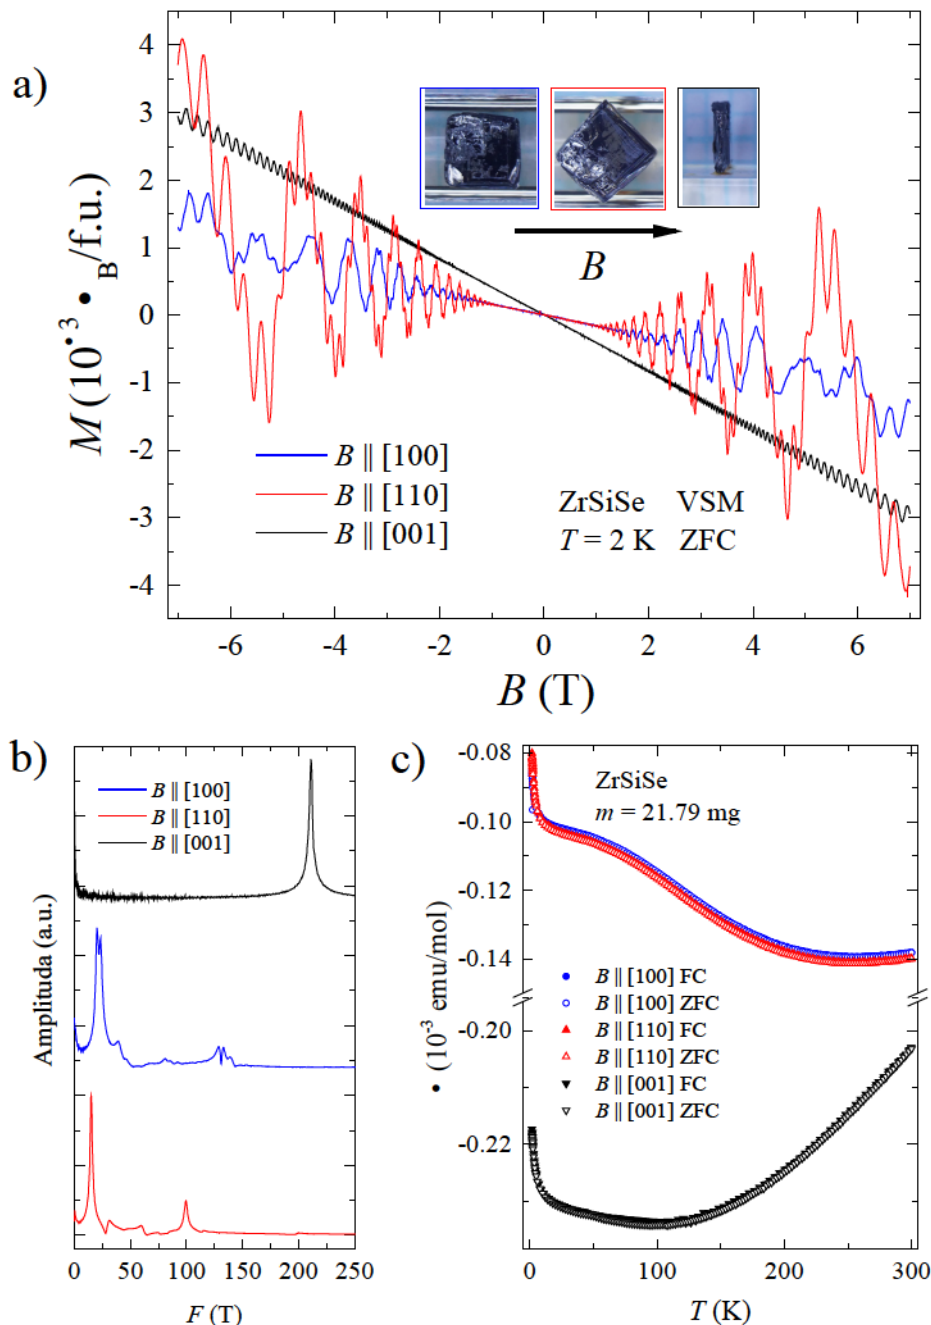 a)
M (10•3 • B/f.u.)
4
3
2
1
0
-1
-2
-3
-4
B
B || [100]
B || [110]
B || [001]
ZrSiSe VSM
T = 2 K ZFC
-6 -4 -2 0 2 4 6
B (T)
b)
Amplituda (a.u.)
B || [100]
B || [110]
B || [001]
0 50 100 150 200 250
F (T)
c)
• (10-3 emu/mol)
-0.08
-0.10
-0.12
-0.14
-0.20
-0.22
ZrSiSe
m = 21.79 mg
B || [100] FC
B || [100] ZFC
B || [110] FC
B || [110] ZFC
B || [001] FC
B || [001] ZFC
0 100 200 300
T (K)